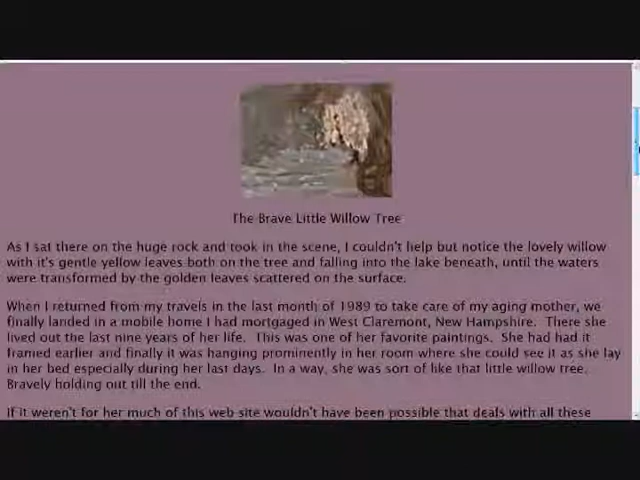 The Brave Little Willow Tree
As I sat there on the huge rock and took in the scene, I couldn't help but notice the lovely willow
with it's gentle yellow leaves both on the tree and falling into the lake beneath, until the waters
were transformed by the golden leaves scattered on the surface.
When I returned from my travels in the last month of 1989 to take care of my aging mother, we
finally landed in a mobile home I had mortgaged in West Claremont, New Hampshire. There she
lived out the last nine years of her life. This was one of her favorite paintings. She had had it
framed earlier and finally it was hanging prominently in her room where she could see it as she lay
in her bed especially during her last days. In a way, she was sort of like that little willow tree.
Bravely holding out till the end.
If it weren't for her much of this web site wouldn't have been possible that deals with all these